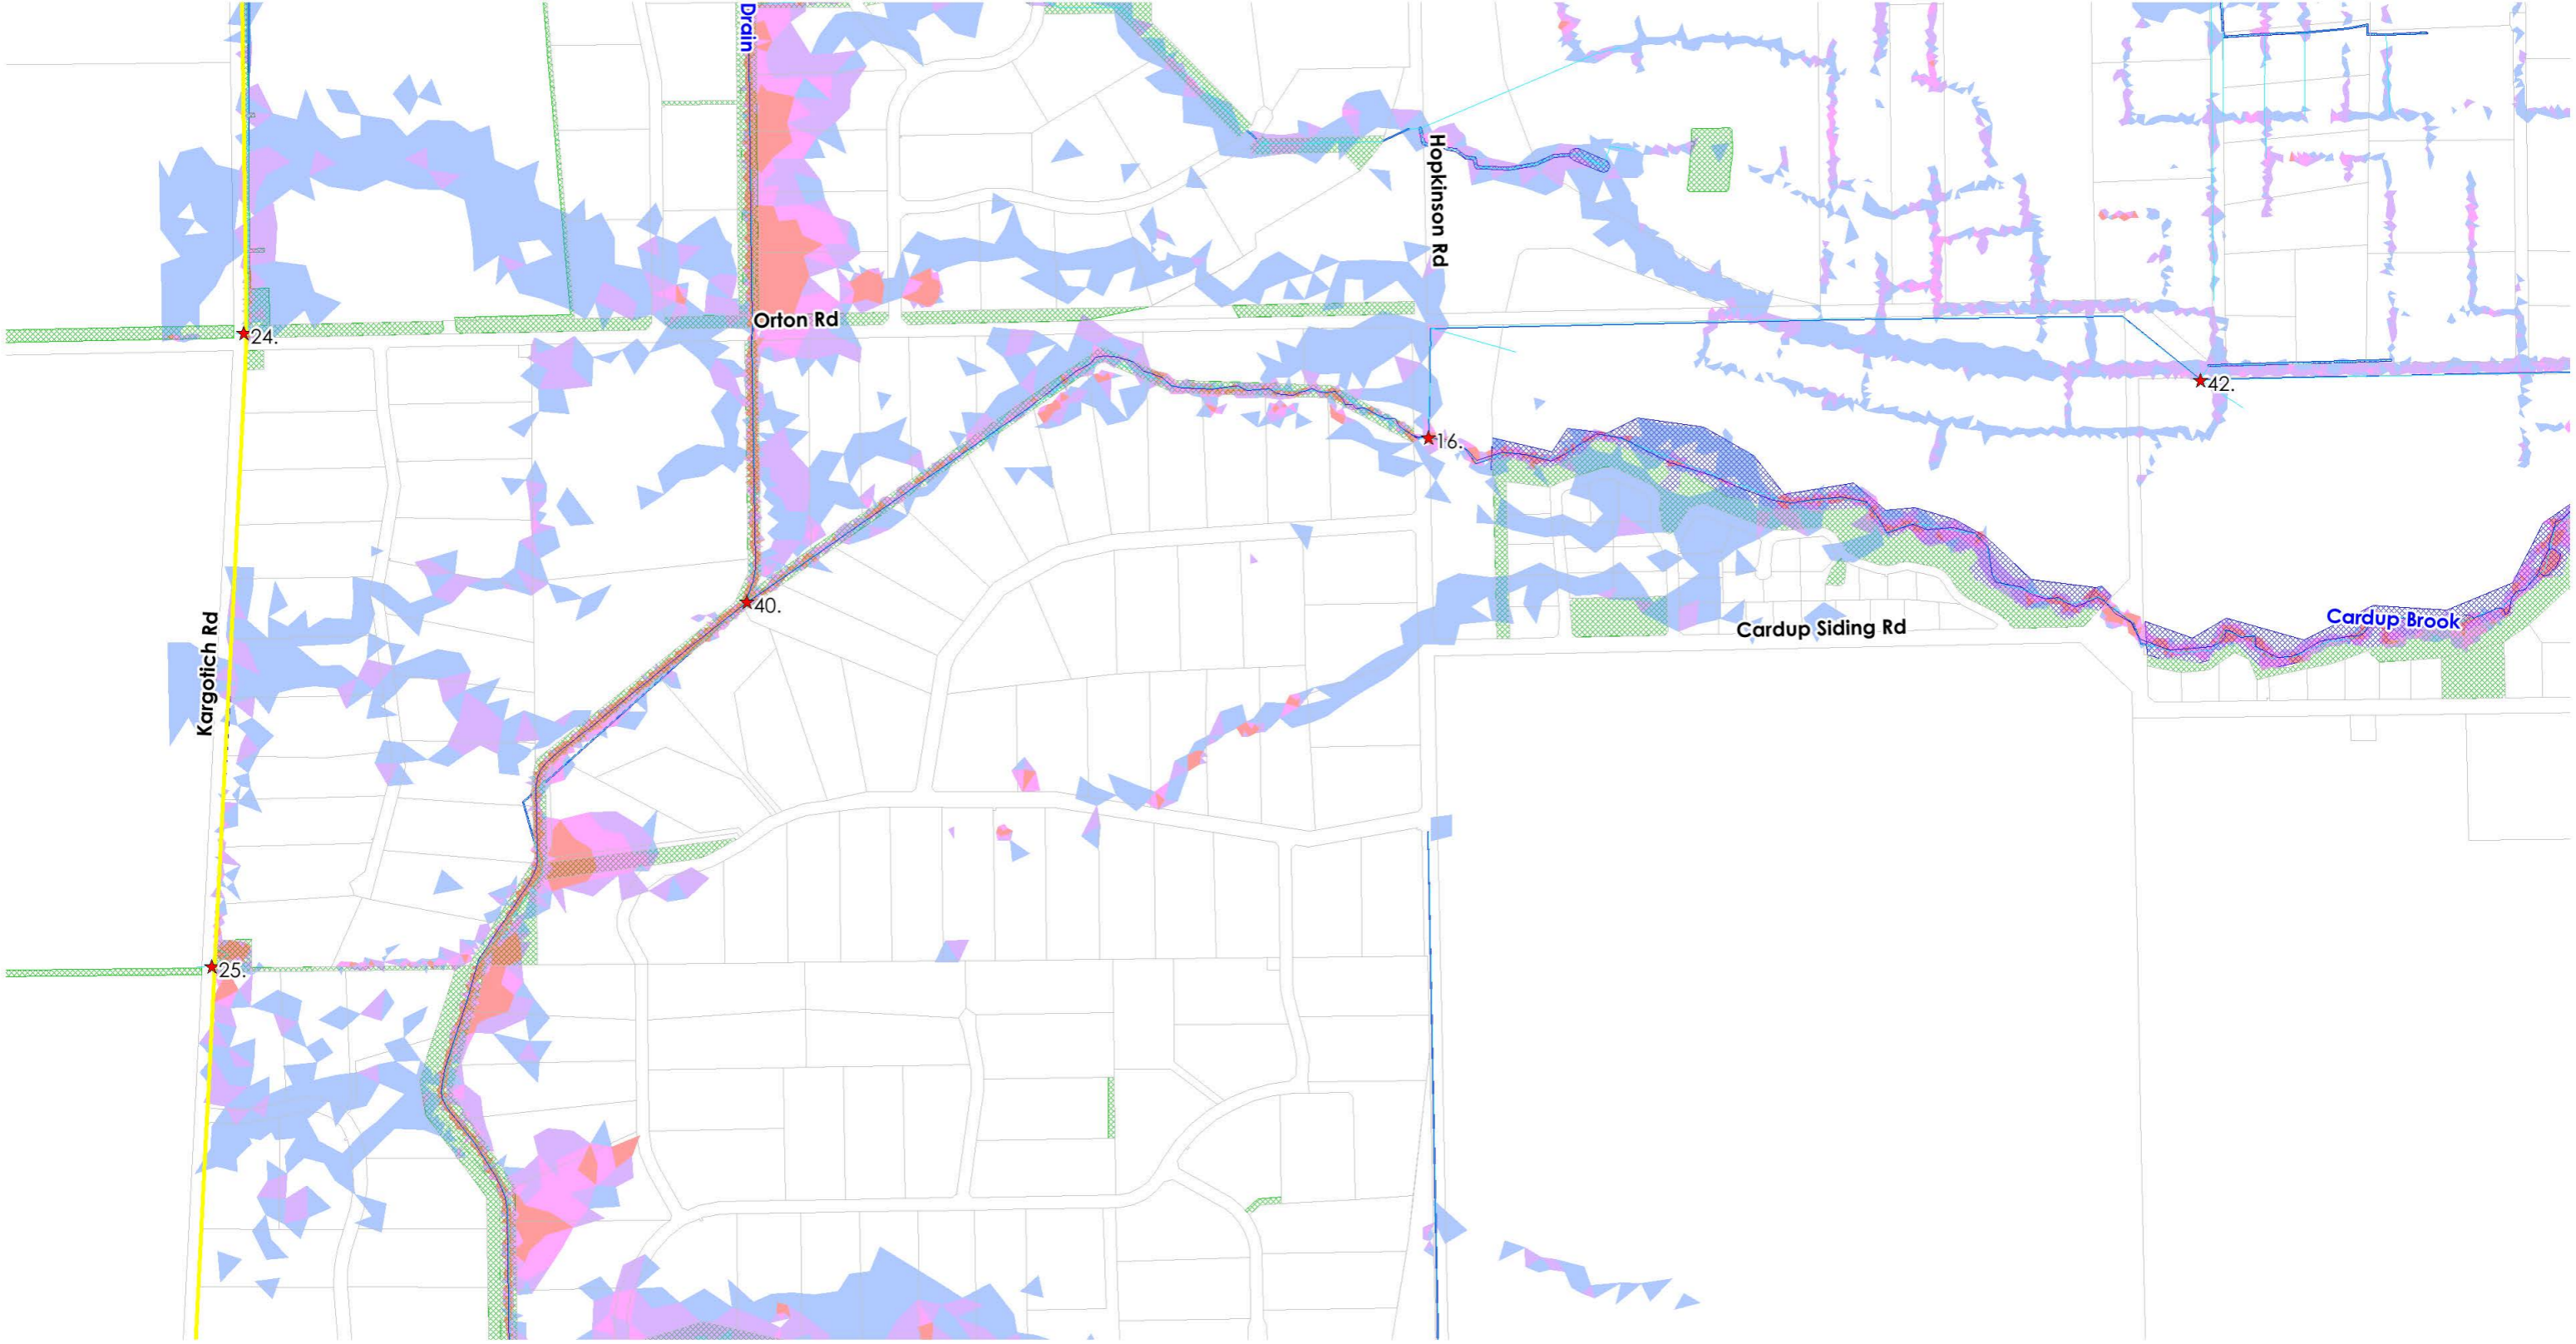 Drain
Hopkinson Rd
Orton Rd
24.
42.
16.
40.
Cardup Brook
Cardup Siding Rd
Kargotich Rd
25.